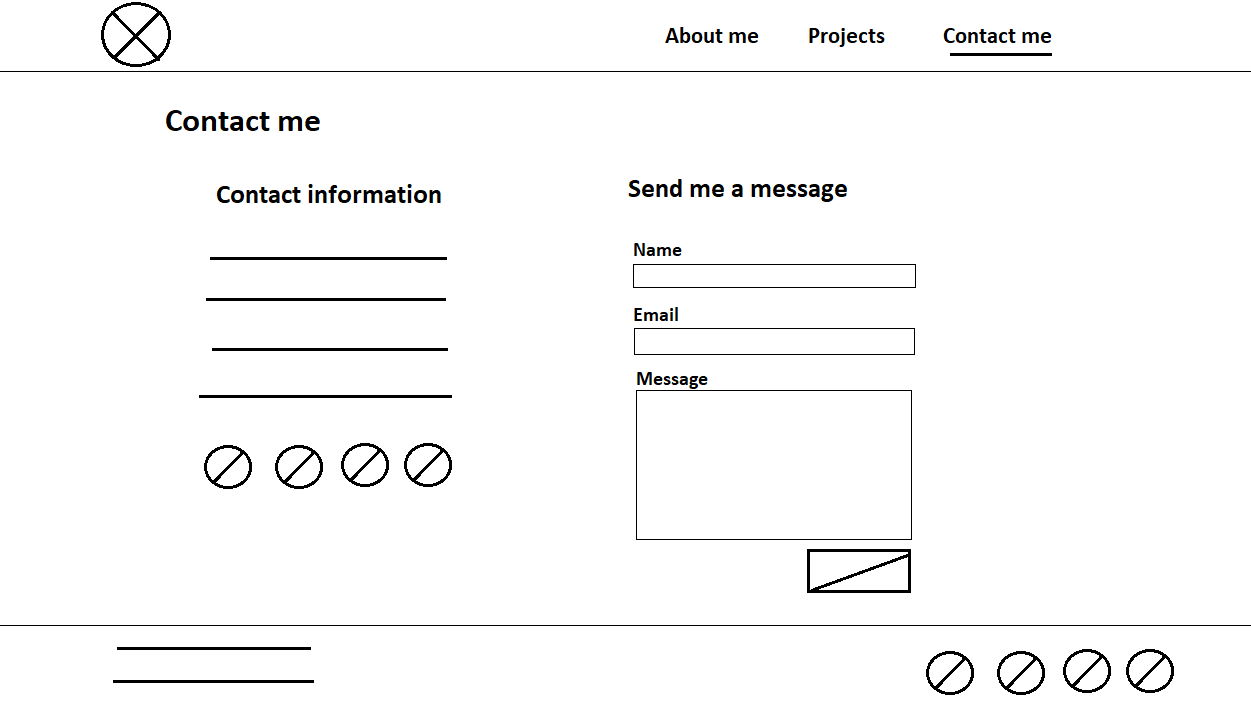 About me Projects Contact me
Contact me
Contact information
Send me a message
Name
Email
Message